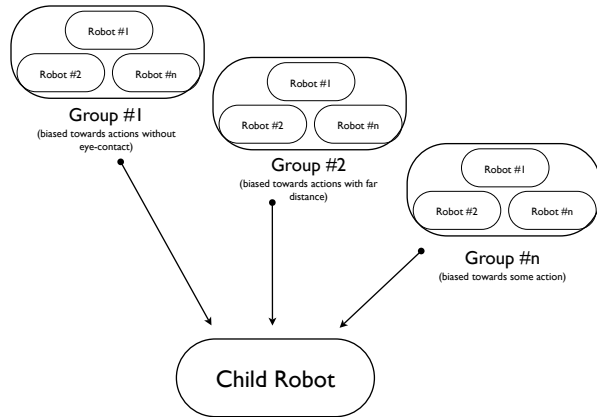 Robot #1
Robot #2
Robot #n
Group #1
(biased towards actions without
eye-contact)
Robot #1
Robot #2
Robot #n
Group #2
(biased towards actions with far
distance)
Robot #1
Robot #2
Robot #n
Group #n
(biased towards some action)
Child Robot